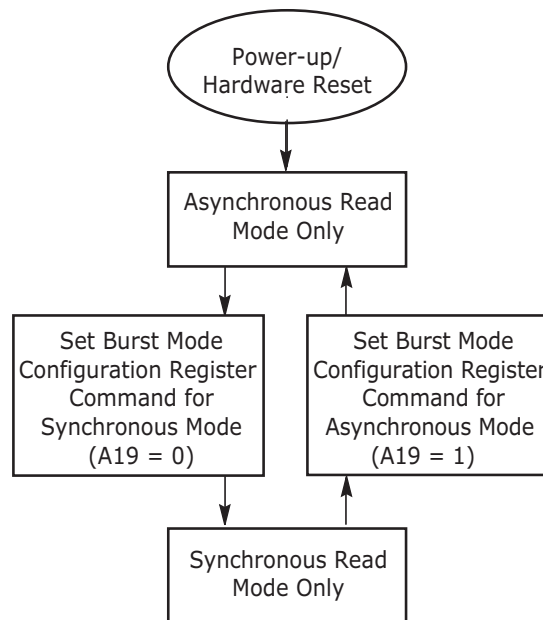 Power-up/
Hardware Reset
Asynchronous Read
Mode Only
Set Burst Mode
Configuration Register
Command for
Synchronous Mode
(A19 = 0)
Set Burst Mode
Configuration Register
Command for
Asynchronous Mode
(A19 = 1)
Synchronous Read
Mode Only